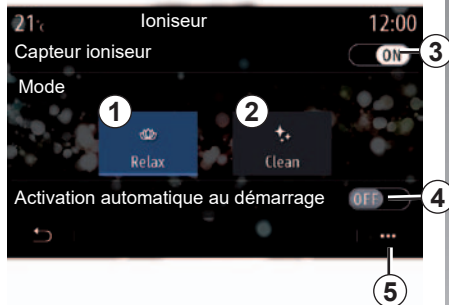 21°c Ioniseur 12:00
Capteur ioniseur ON 3
Mode
1 2
Relax Clean
Activation automatique au démarrage OFF 4
5